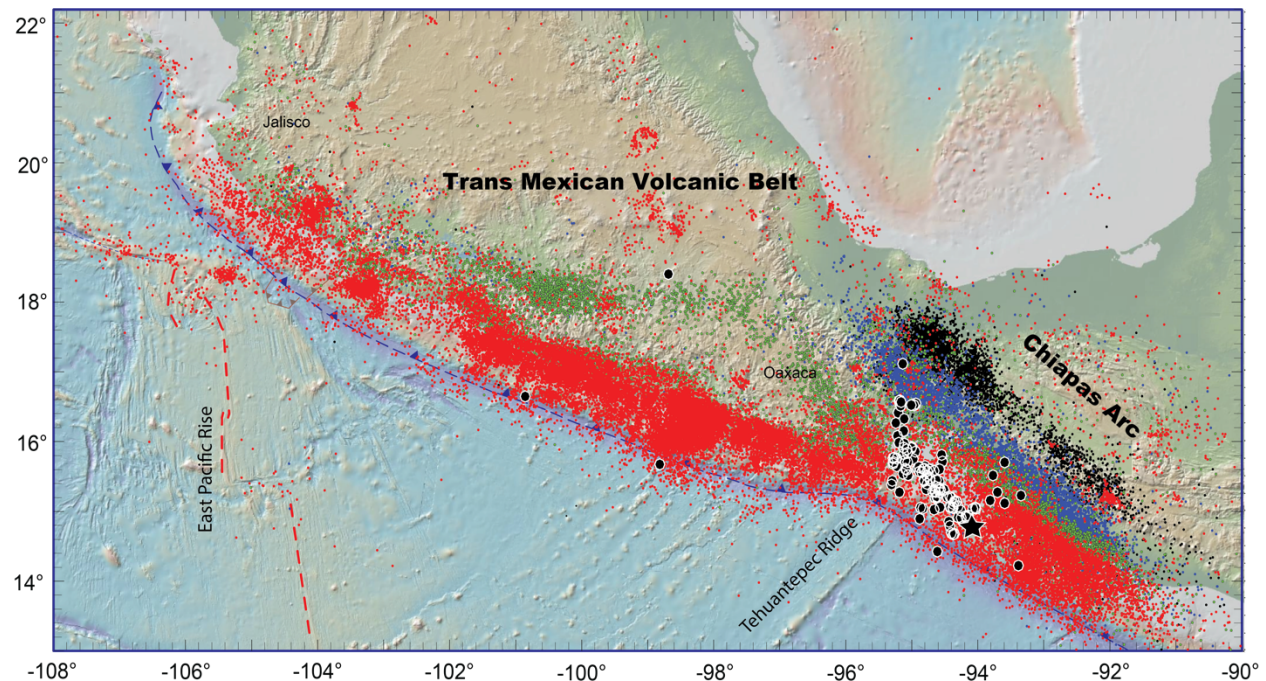 22°
20°
18°
16°
14°
Jalisco
Trans Mexican Volcanic Belt
Oaxaca
Chiapas Arc
East Pacific Rise
Tehuantepec Ridge
-108 -106 -104 -102 -100 -98 -96 -94 -92 -90